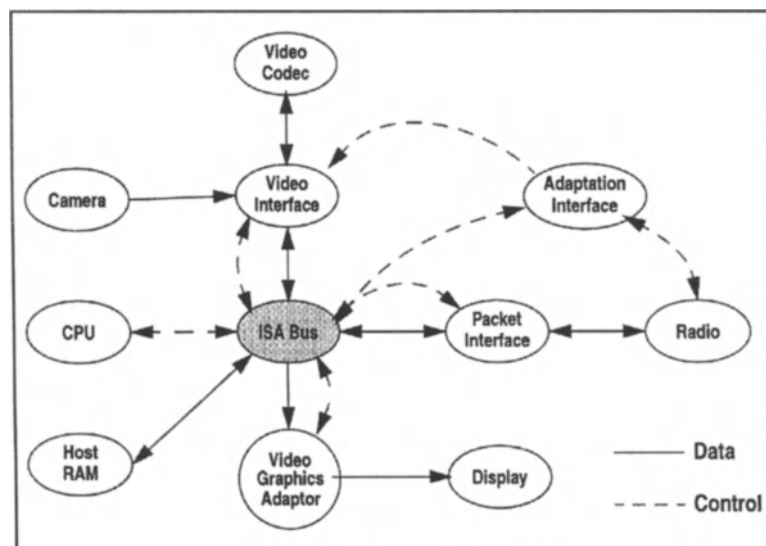 Video
Codec
Camera
Video
Interface
Adaptation
Interface
CPU
ISA Bus
Packet
Interface
Radio
Host
RAM
Video
Graphics
Adaptor
Display
Data
Control